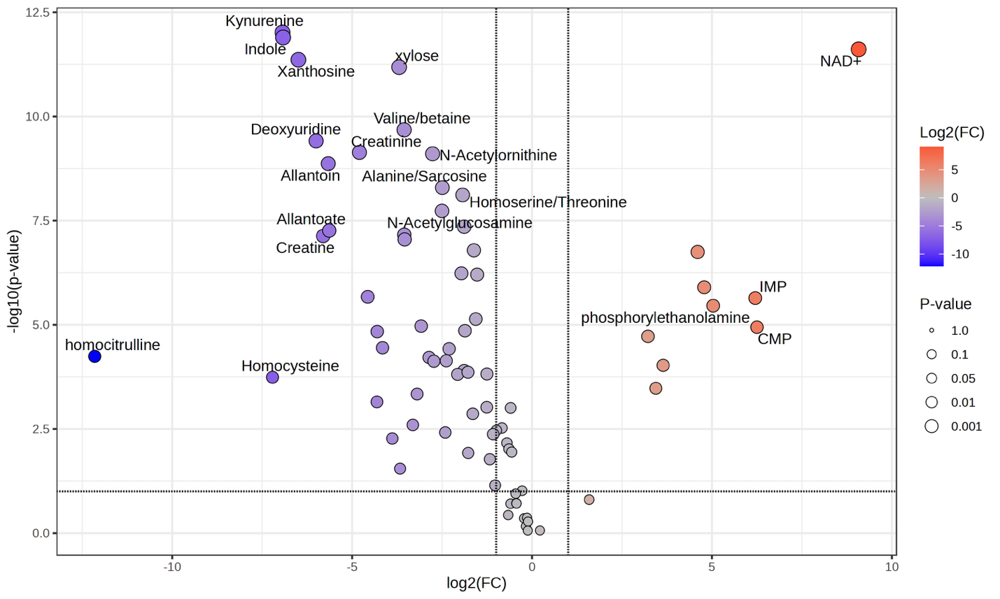 12.5
10.0
7.5
5.0
2.5
0.0
-log10(p-value)
Kynurenine
Indole
Xanthosine
xylose
NAD+
Valine/betaine
Deoxyuridine
Creatinine
N-Acetylornithine
Allantoin
Alanine/Sarcosine
Homoserine/Threonine
Allantoate
N-Acetylglucosamine
Creatine
IMP
phosphorylethanolamine
CMP
homocitrulline
Homocysteine
-10
-5
0
5
10
log2(FC)
Log2(FC)
5
0
-5
-10
P-value
1.0
0.1
0.05
0.01
0.001